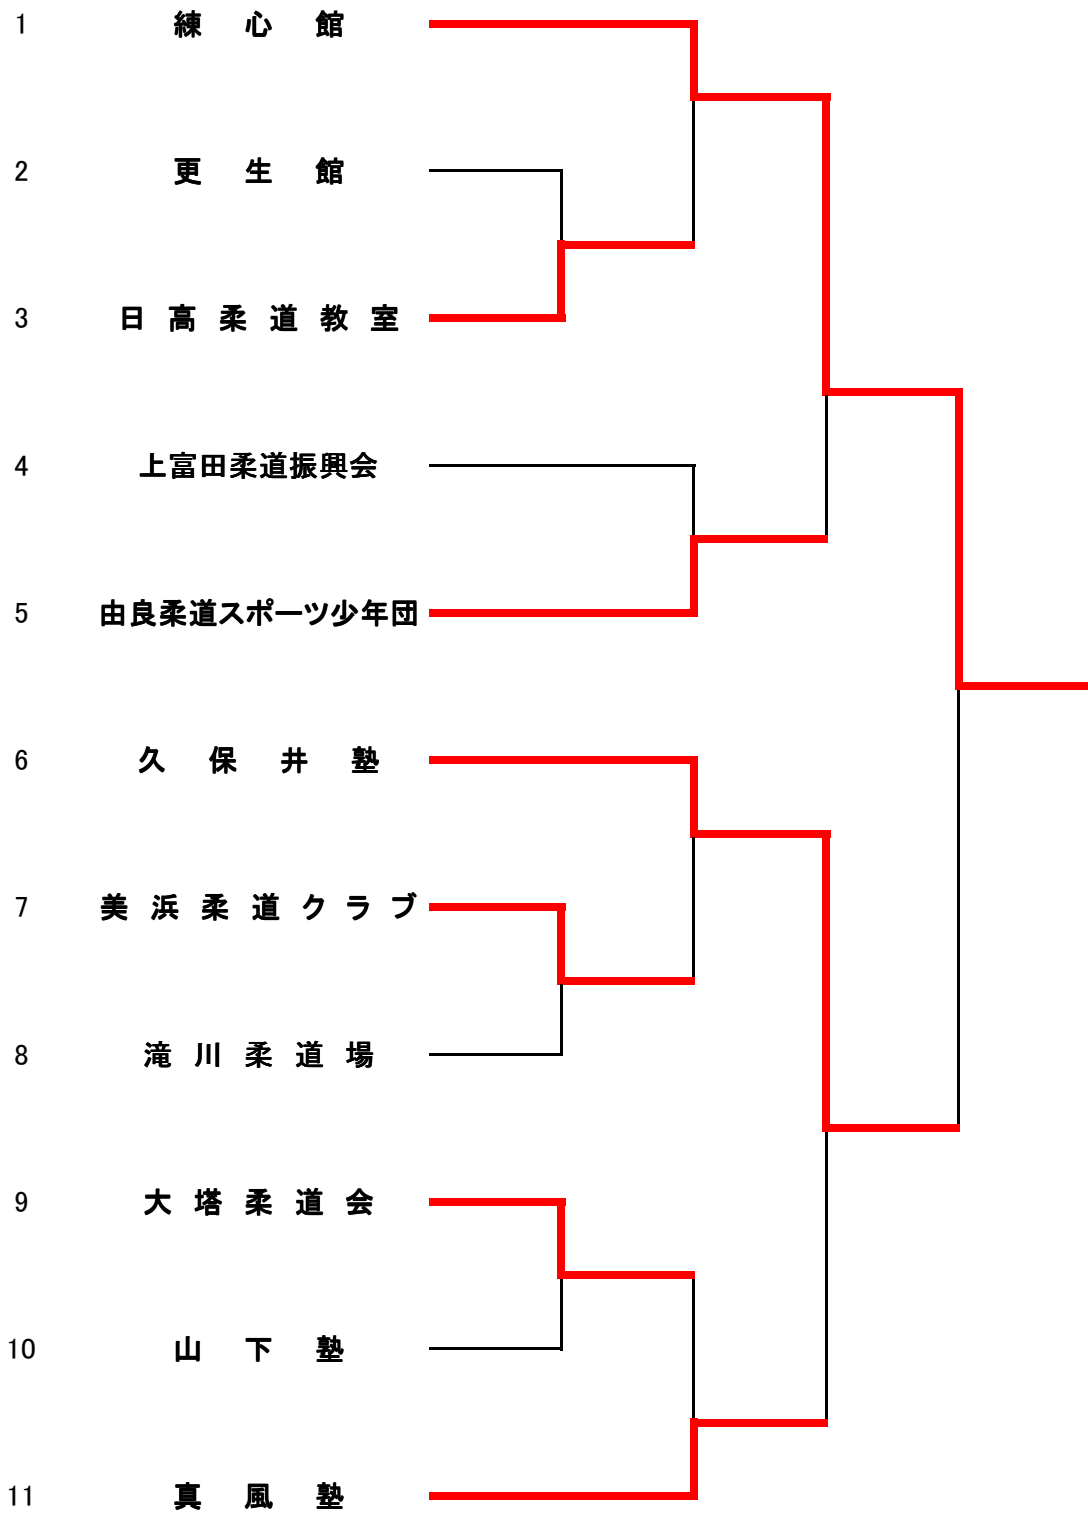 1 練心館
2 更生館
3 日高柔道教室
4 上富田柔道振興会
5 由良柔道スポーツ少年団
6 久保井塾
7 美浜柔道クラブ
8 滝川柔道場
9 大塔柔道会
10 山下塾
11 真風塾